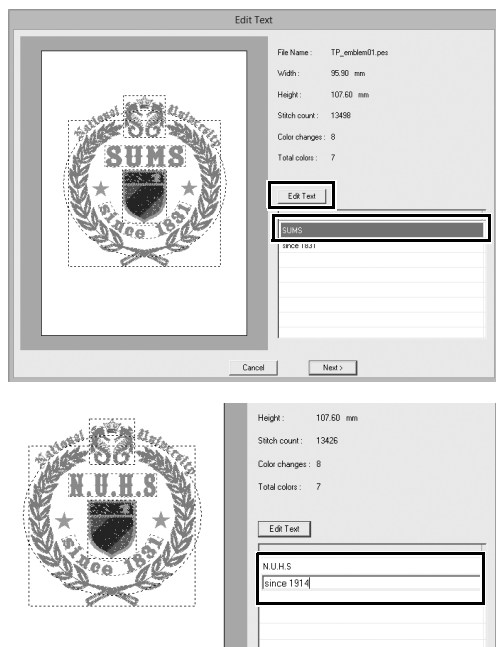 Edit Text
File Name : TP_emblem01.pes
Width : 95.90 mm
Height : 107.60 mm
Stitch count : 13498
Color changes : 8
Total colors : 7
National University
SUMS
since 1831
Edit Text
SUMS
since 1831
Cancel
Next >
Height : 107.60 mm
Stitch count : 13426
Color changes : 8
Total colors : 7
National University
N.U.H.S
since 1831
Edit Text
N.U.H.S
since 1914